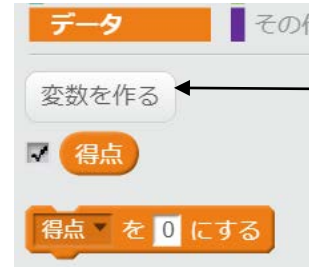 データ その
変数を作る
得点
得点 を 0 にする